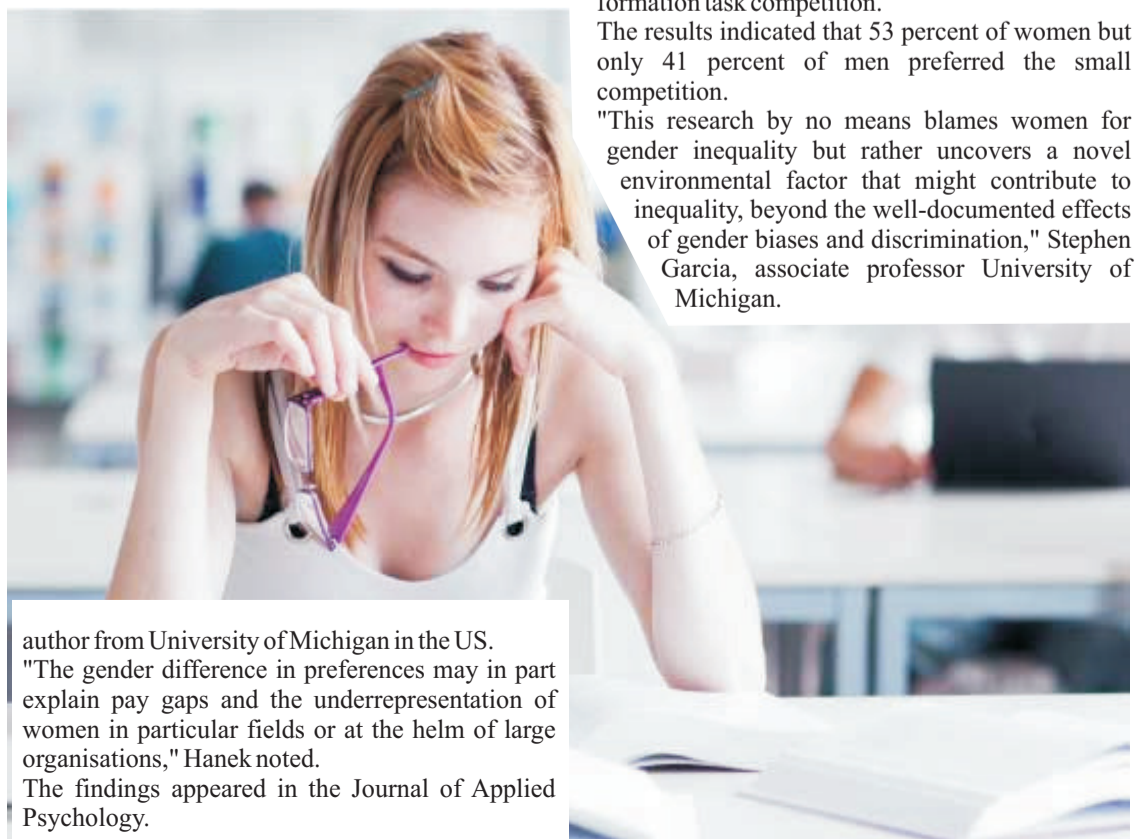 author from University of Michigan in the US.
"The gender difference in preferences may in part
explain pay gaps and the underrepresentation of
women in particular fields or at the helm of large
organisations," Hanek noted.
The findings appeared in the Journal of Applied
Psychology.
formation task competition.
The results indicated that 53 percent of women but
only 41 percent of men preferred the small
competition.
"This research by no means blames women for
gender inequality but rather uncovers a novel
environmental factor that might contribute to
inequality, beyond the well-documented effects
of gender biases and discrimination," Stephen
Garcia, associate professor University of
Michigan.